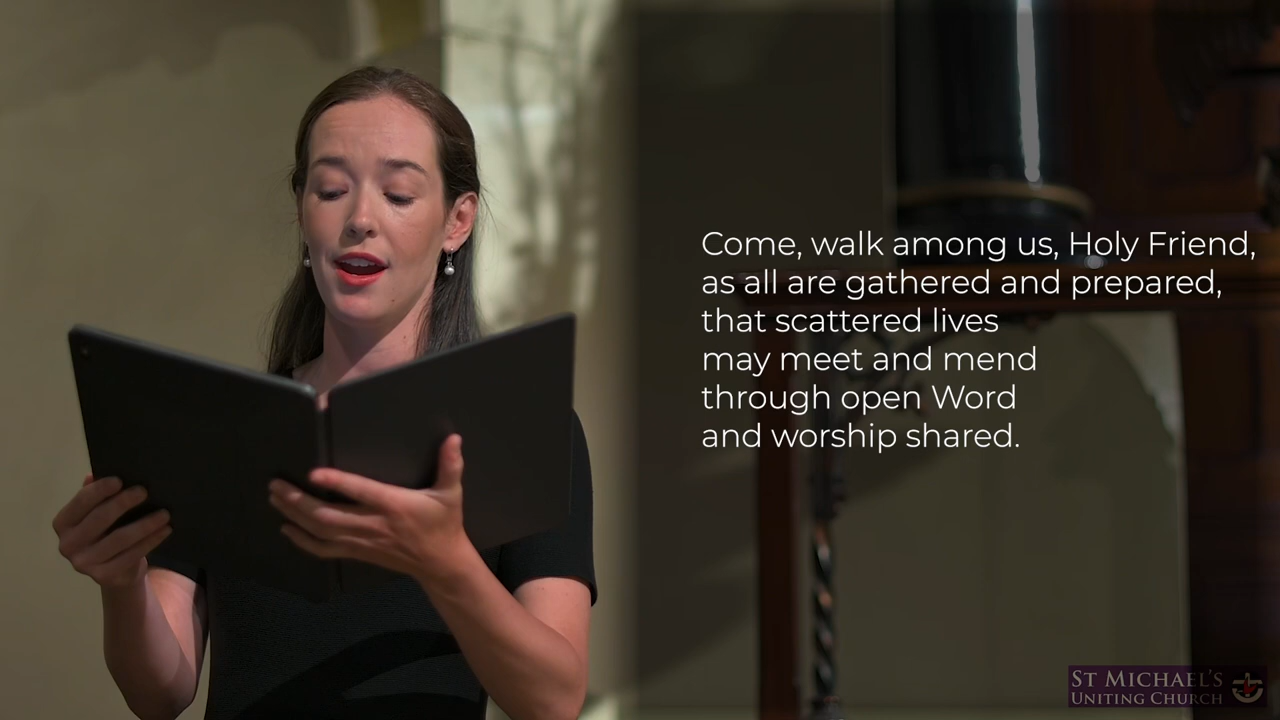 Come, walk among us, Holy Friend,
as all are gathered and prepared,
that scattered lives
may meet and mend
through open Word
and worship shared.
ST MICHAEL'S
UNITING CHURCH